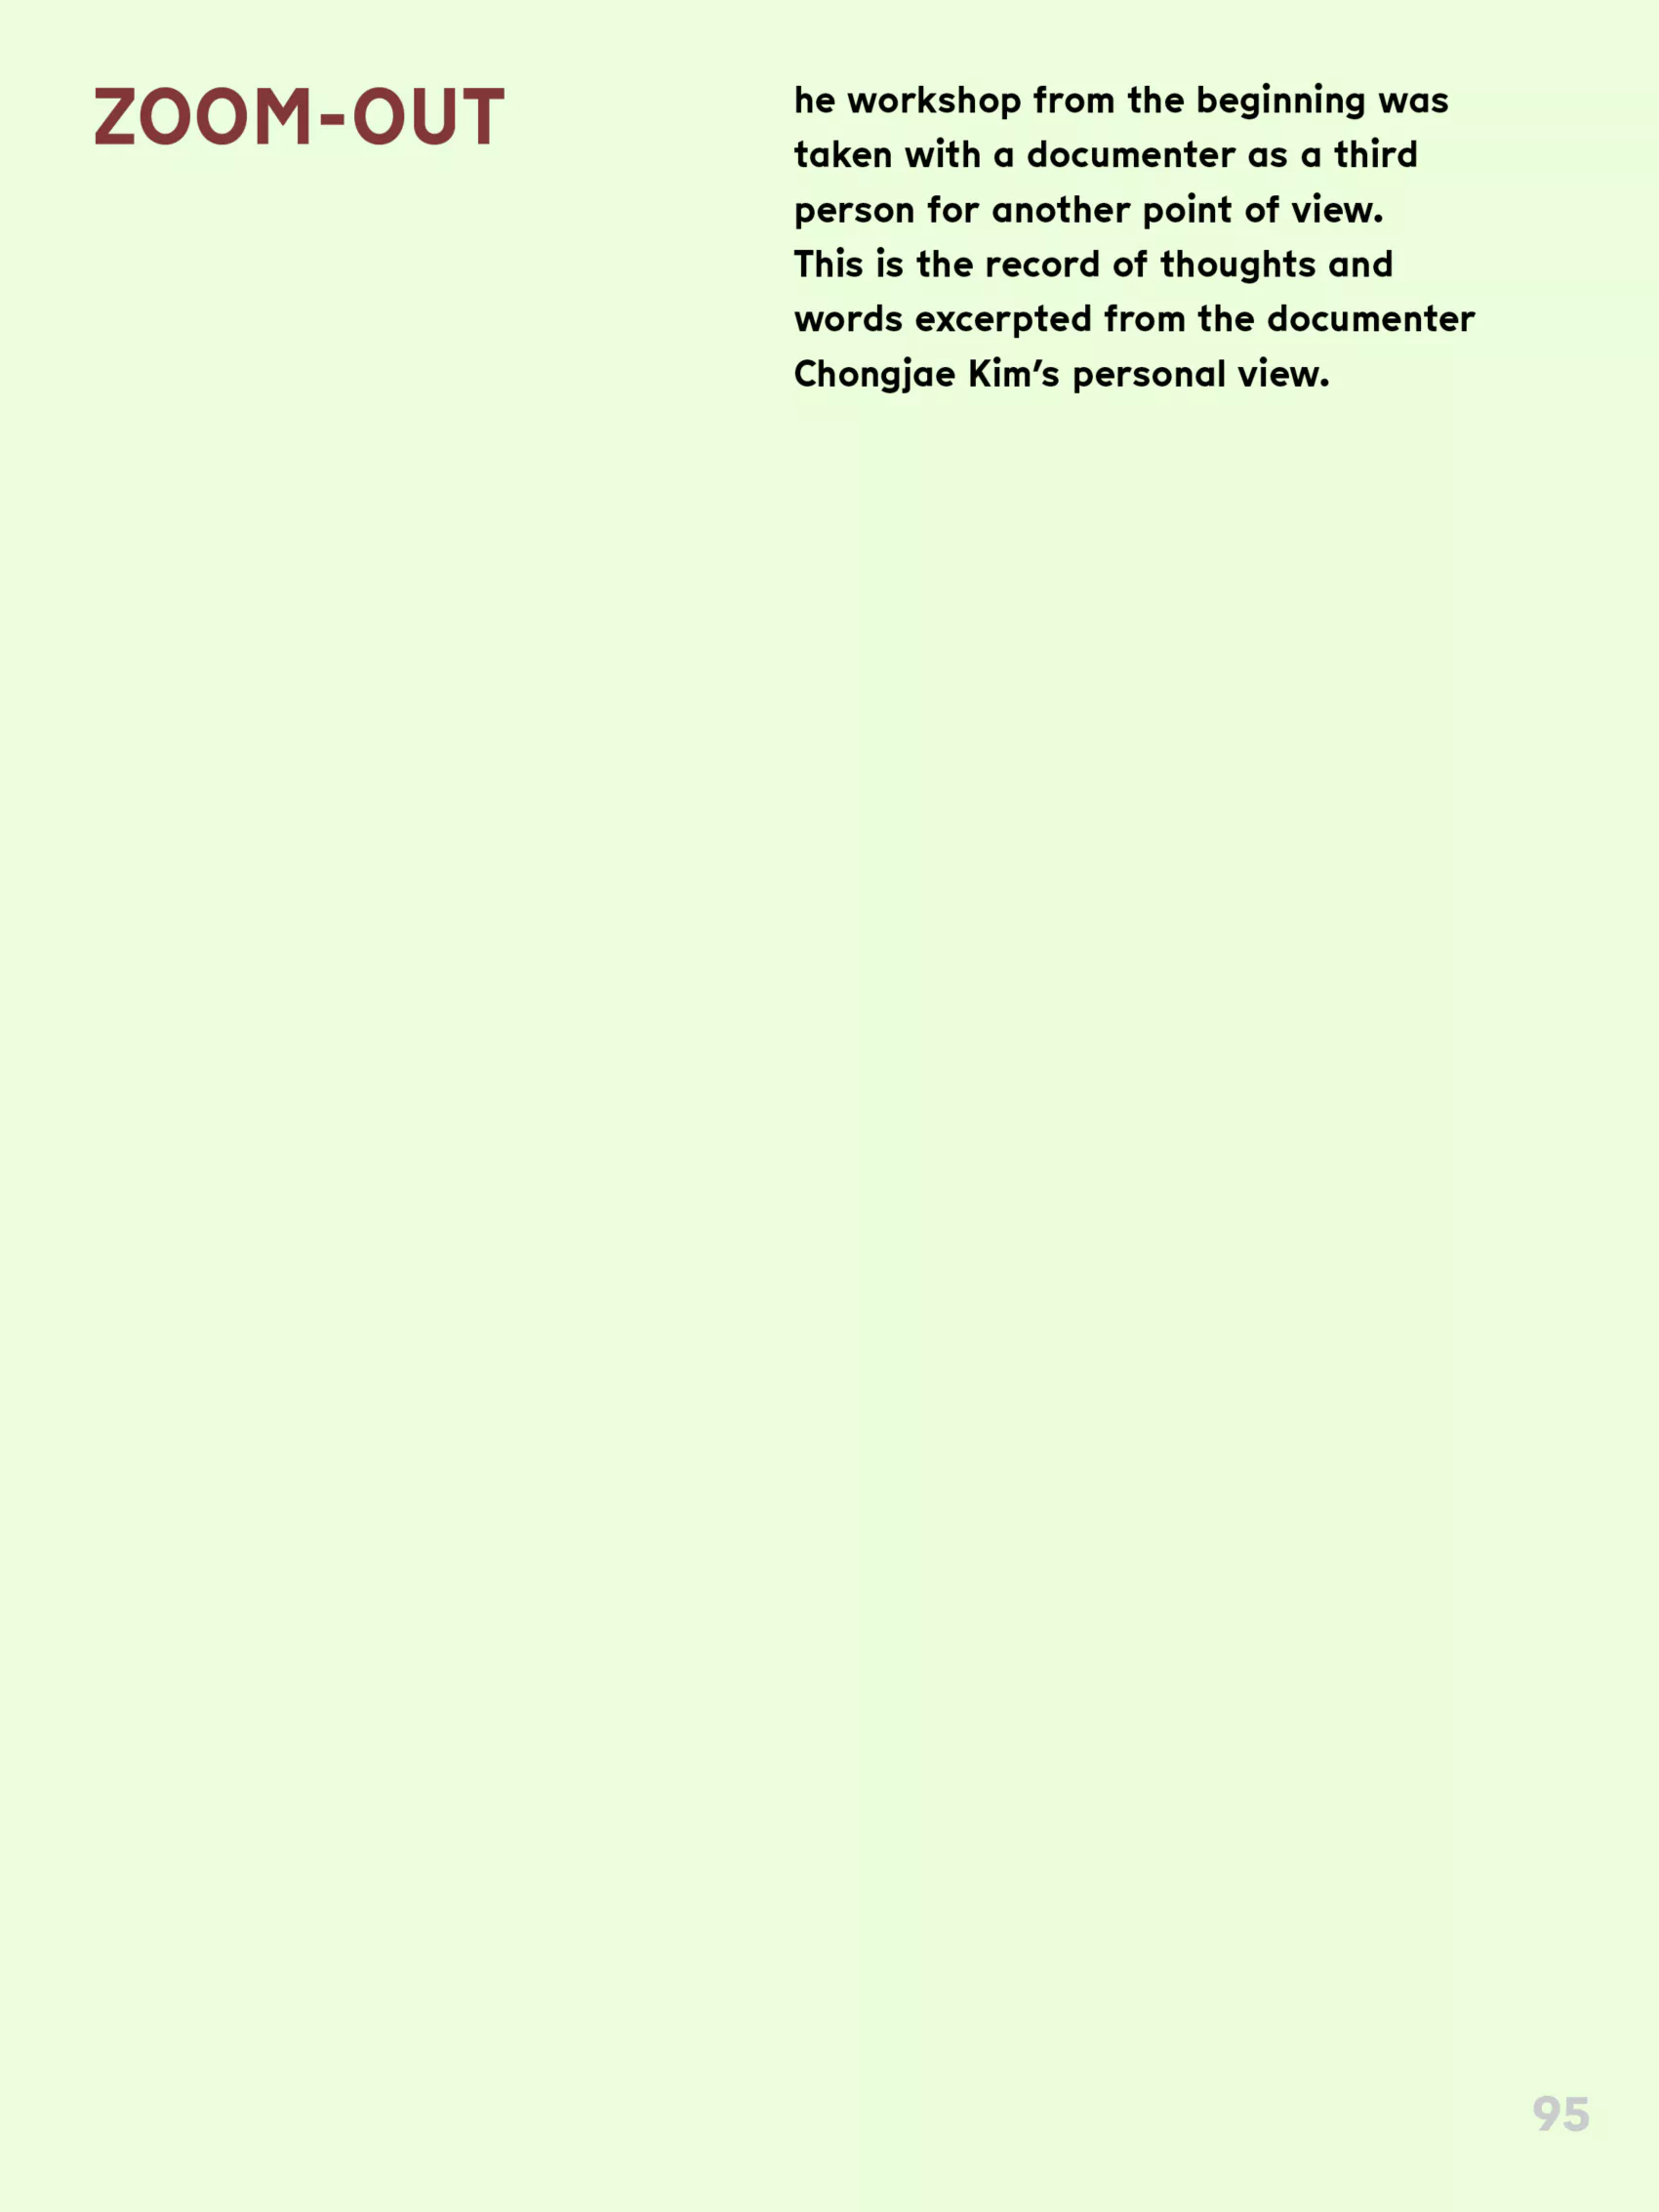 ZOOM-OUT
he workshop from the beginning was
taken with a documenter as a third
person for another point of view.
This is the record of thoughts and
words excerpted from the documenter
Chongjae Kim’s personal view.
95